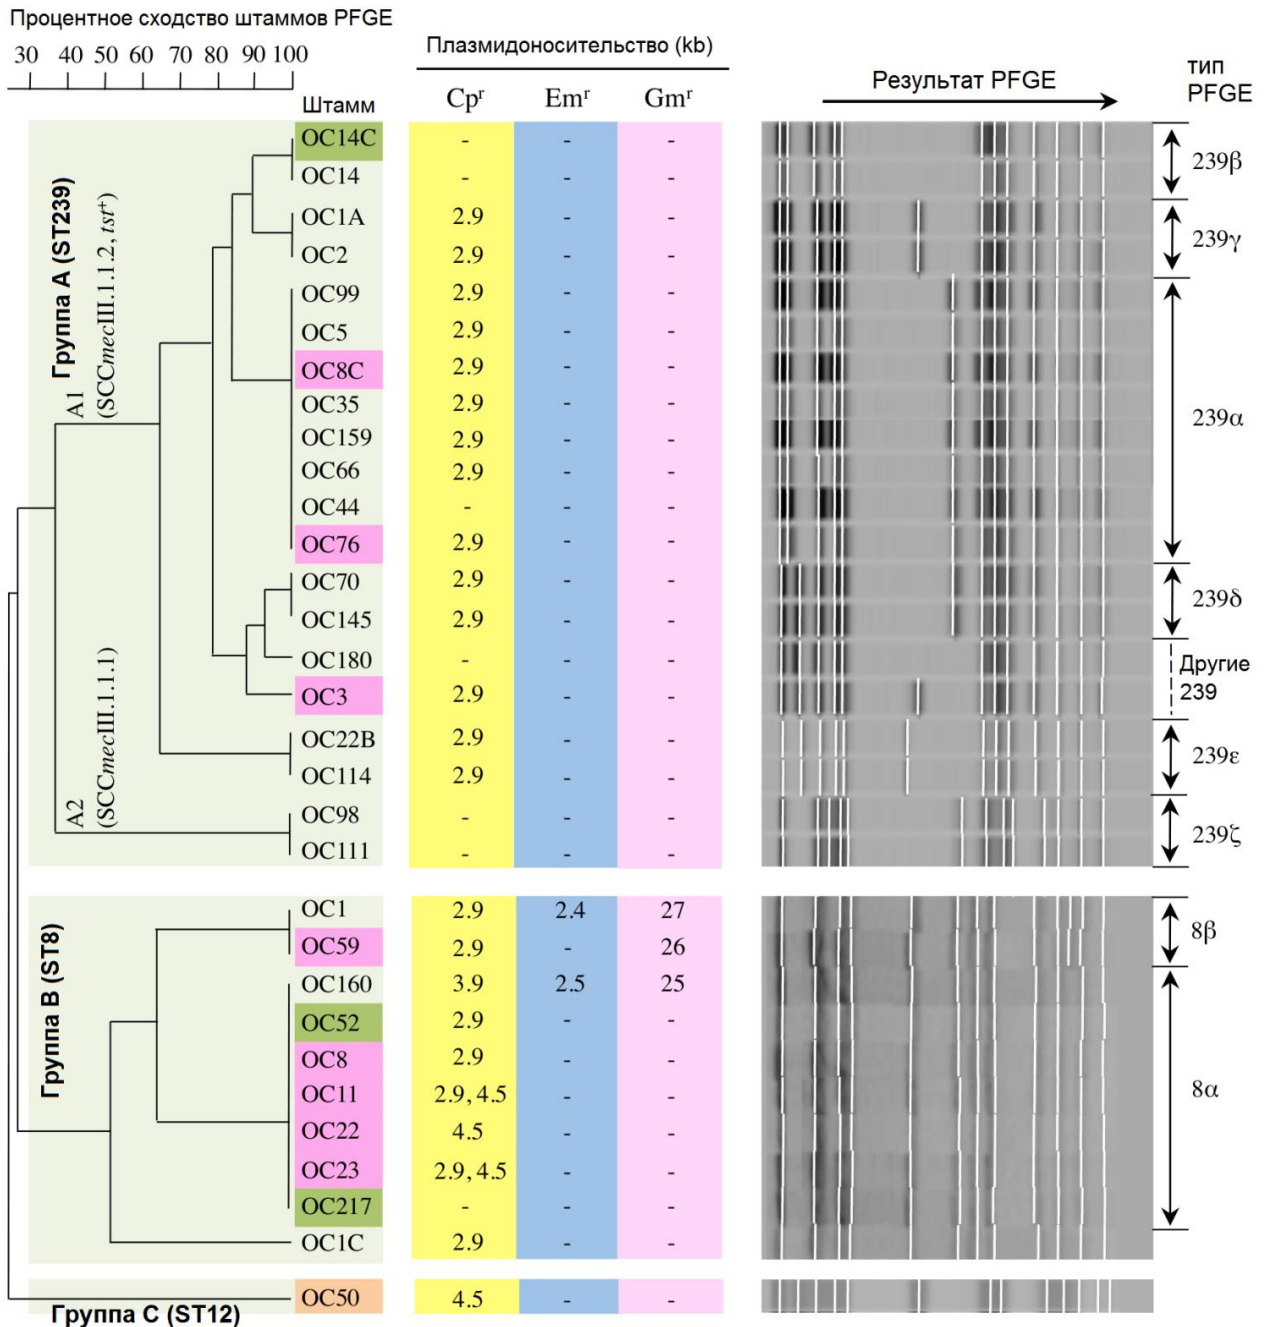 Процентное сходство штаммов PFGE
30 40 50 60 70 80 90 100
Штамм
Плазмидоносительство (kb)
Cpʳ Emʳ Gmʳ
Результат PFGE
тип
PFGE
Группа A (ST239)
A1
(SCCmecIII.1.1.2, tst⁺)
A2
(SCCmecIII.1.1.1)
OC14C - - -
OC14 - - -
239β
OC1A 2.9 - -
OC2 2.9 - -
239γ
OC99 2.9 - -
OC5 2.9 - -
OC8C 2.9 - -
OC35 2.9 - -
OC159 2.9 - -
OC66 2.9 - -
OC44 - - -
OC76 2.9 - -
239α
OC70 2.9 - -
OC145 2.9 - -
239δ
OC180 - - -
OC3 2.9 - -
Другие
239
OC22B 2.9 - -
OC114 2.9 - -
239ε
OC98 - - -
OC111 - - -
239ζ
Группа B (ST8)
OC1 2.9 2.4 27
OC59 2.9 - 26
8β
OC160 3.9 2.5 25
OC52 2.9 - -
OC8 2.9 - -
OC11 2.9, 4.5 - -
OC22 4.5 - -
OC23 2.9, 4.5 - -
OC217 - - -
8α
OC1C 2.9 - -
OC50 4.5 - -
Группа C (ST12)